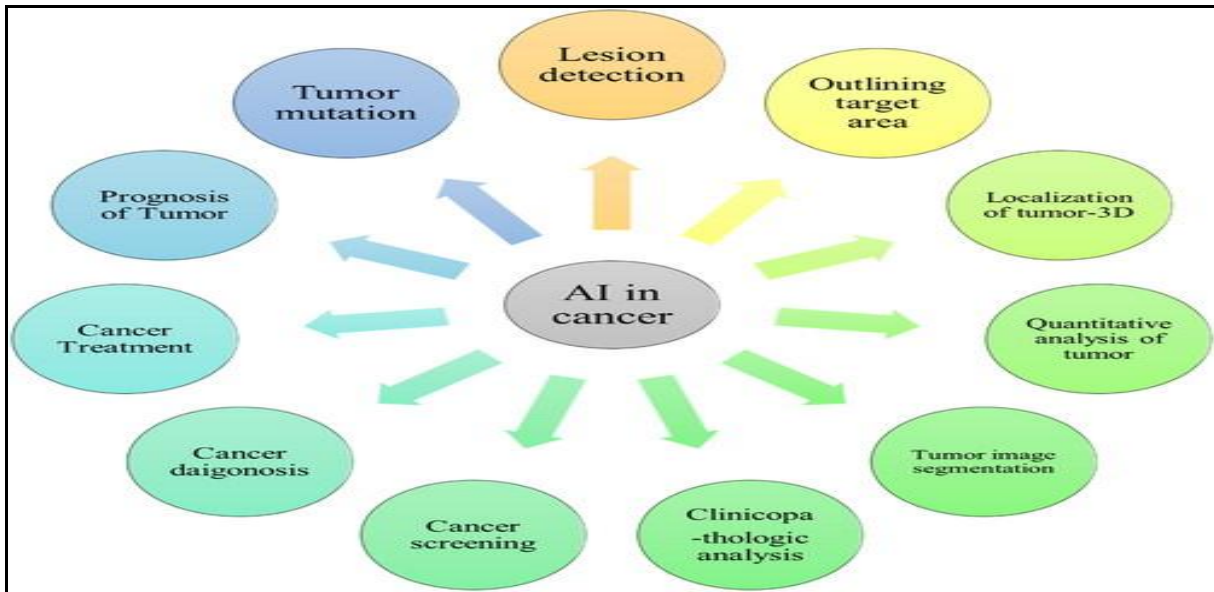 Lesion
detection
Outlining
target
area
Localization
of tumor-3D
Quantitative
analysis of
tumor
Tumor image
segmentation
Clinicopa
-thologic
analysis
Cancer
screening
Cancer
daigonosis
Cancer
Treatment
Prognosis
of Tumor
Tumor
mutation
AI in
cancer